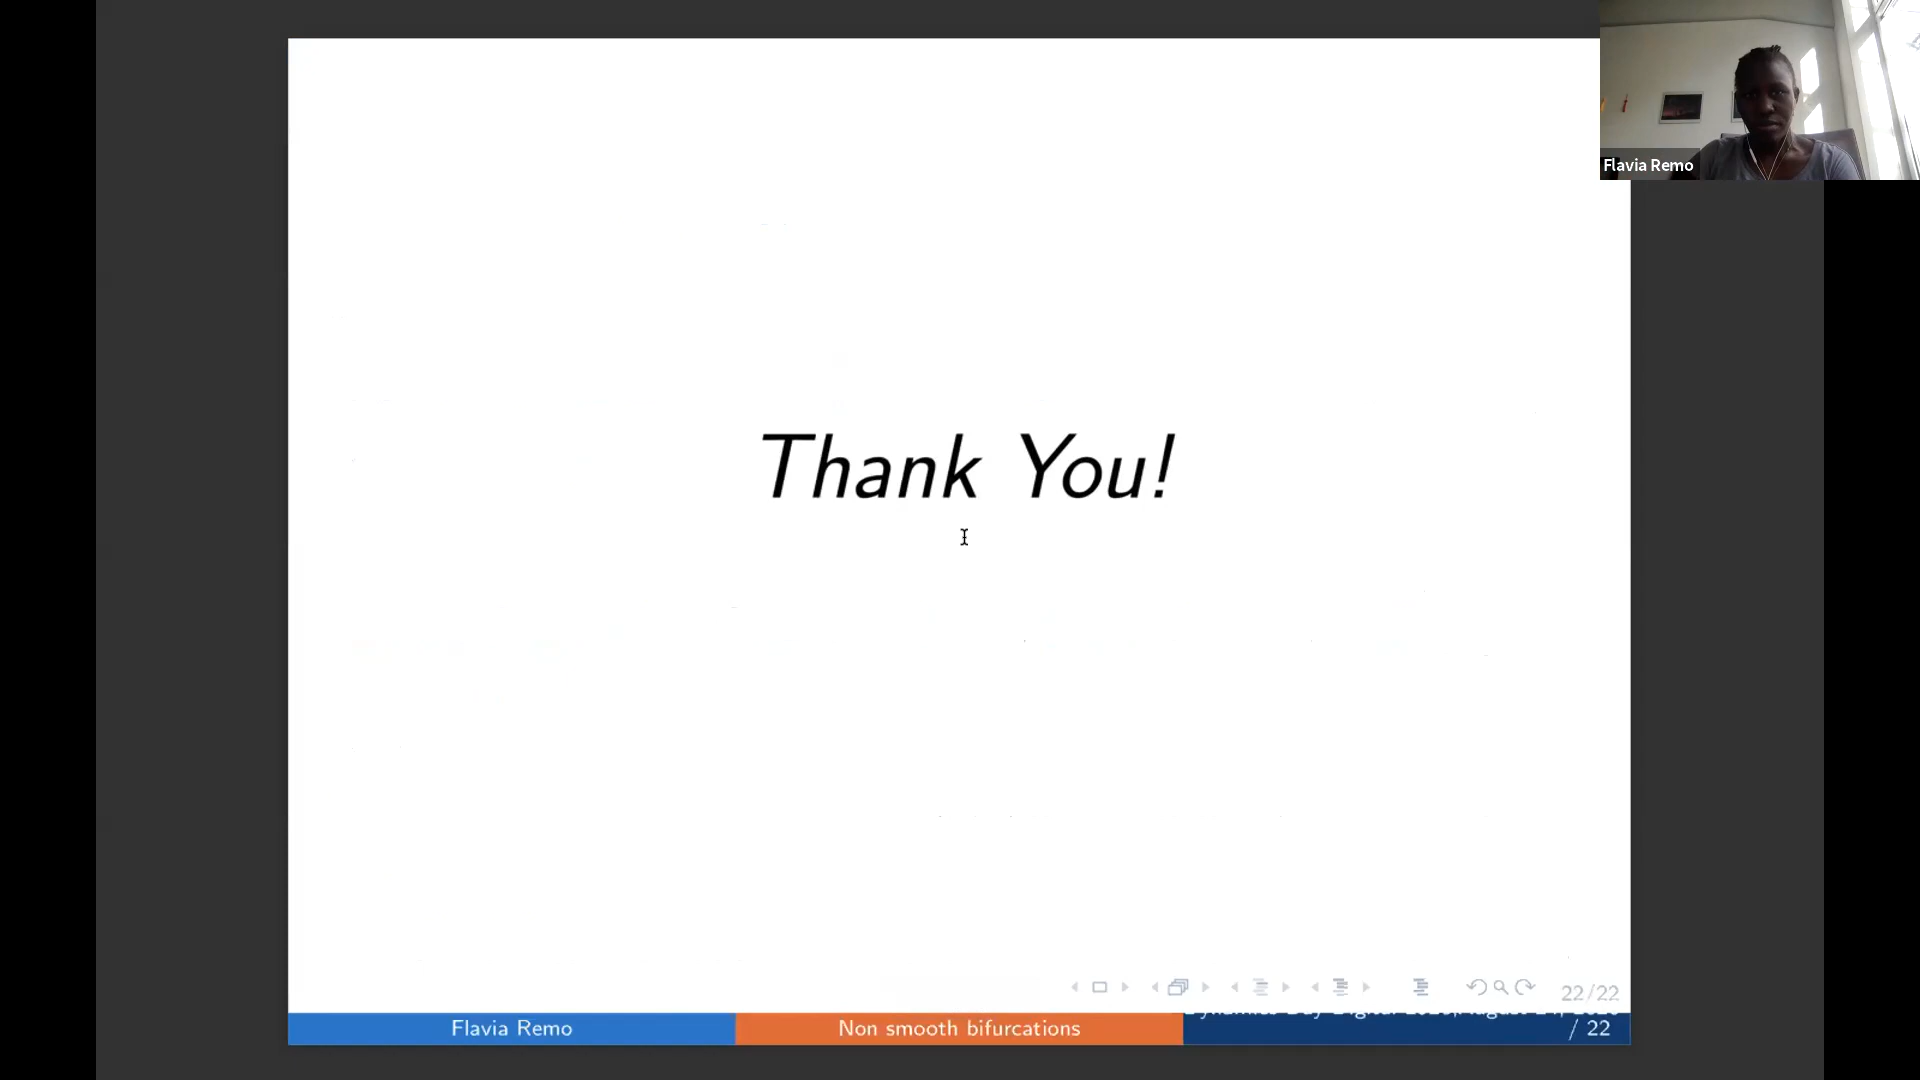 Flavia Remo
Thank You!
22/22
Flavia Remo
Non smooth bifurcations
/ 22